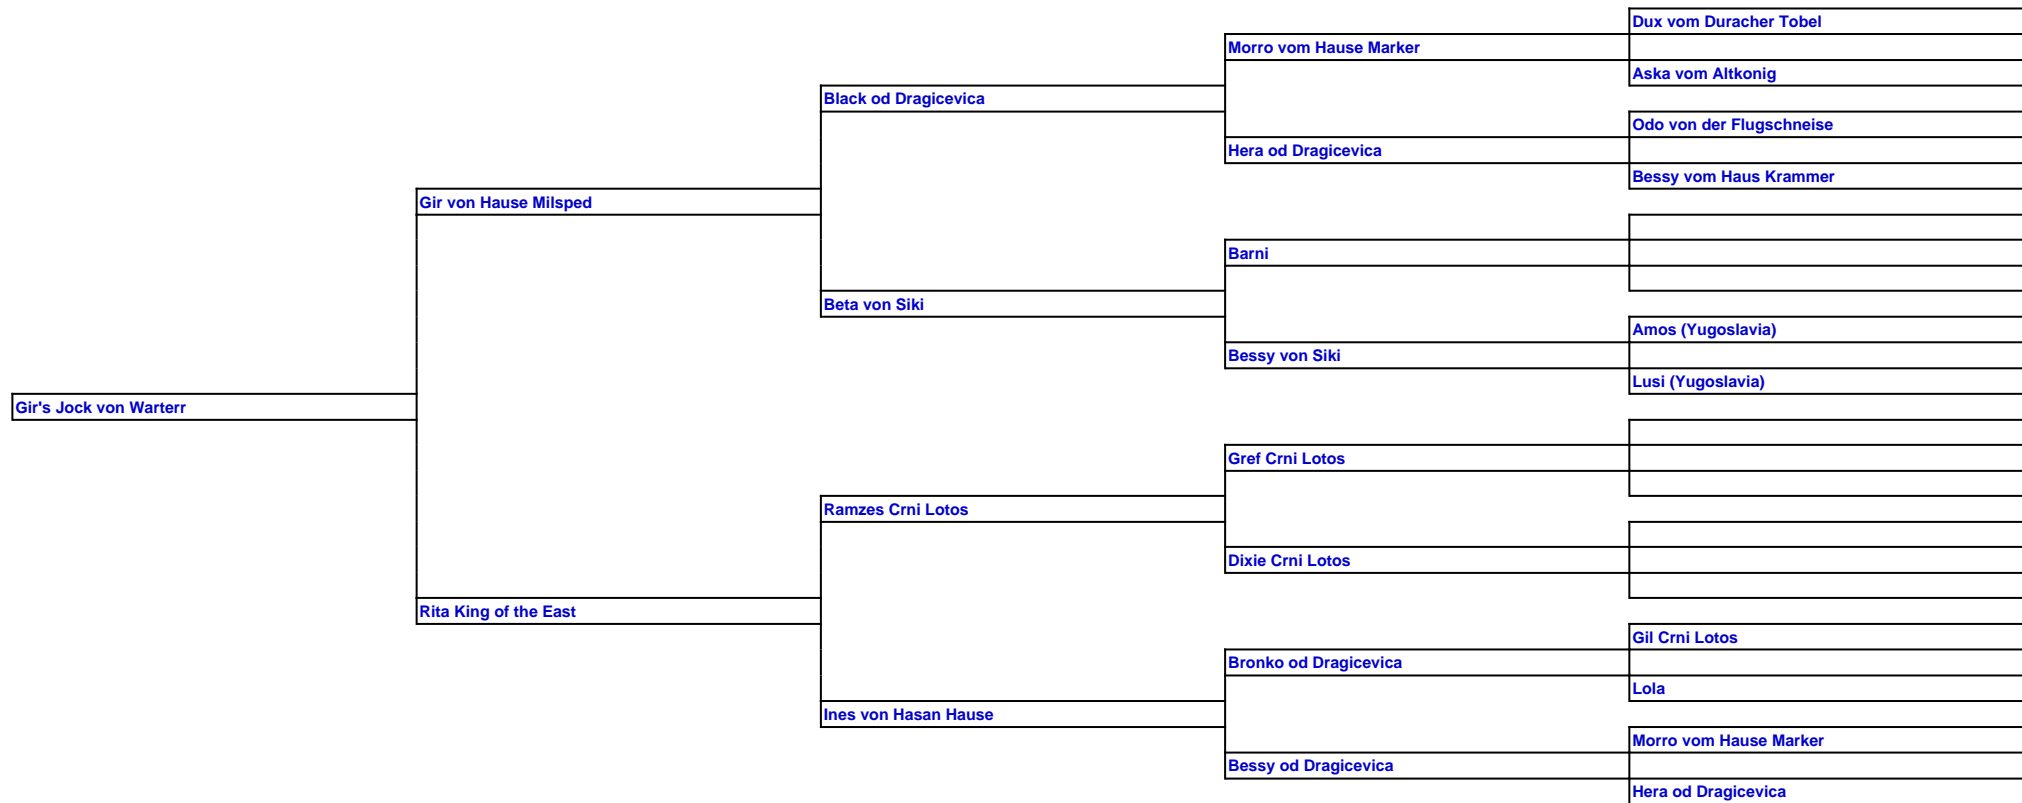 Dux vom Duracher Tobel
Morro vom Hause Marker
Aska vom Altkonig
Black od Dragicevica
Odo von der Flugschneise
Hera od Dragicevica
Bessy vom Haus Krammer
Gir von Hause Milsped
Barni
Beta von Siki
Amos (Yugoslavia)
Bessy von Siki
Lusi (Yugoslavia)
Gir's Jock von Warterr
Gref Crni Lotos
Ramzes Crni Lotos
Dixie Crni Lotos
Rita King of the East
Gil Crni Lotos
Bronko od Dragicevica
Lola
Ines von Hasan Hause
Morro vom Hause Marker
Bessy od Dragicevica
Hera od Dragicevica